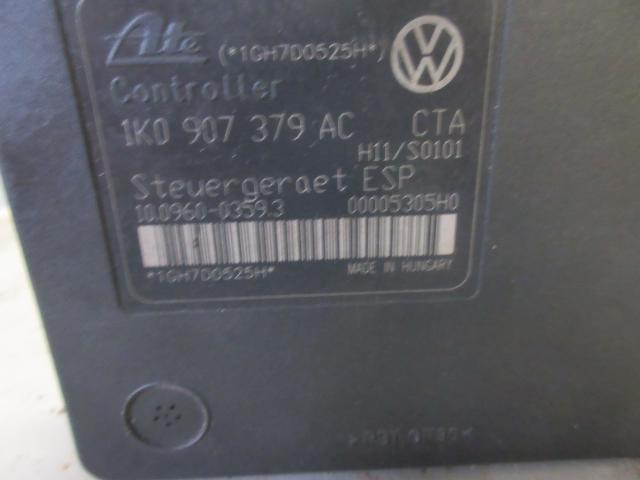 Ate (*1GH7D0525H*) VW
Controller
1K0 907 379 AC CTA
H11/S0101
Steuergeraet ESP
10.0960-0359.3 00005305H0
*1GH7D0525H* MADE IN HUNGARY